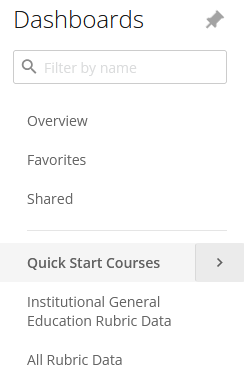 Dashboards
Filter by name
Overview
Favorites
Shared
Quick Start Courses
Institutional General
Education Rubric Data
All Rubric Data